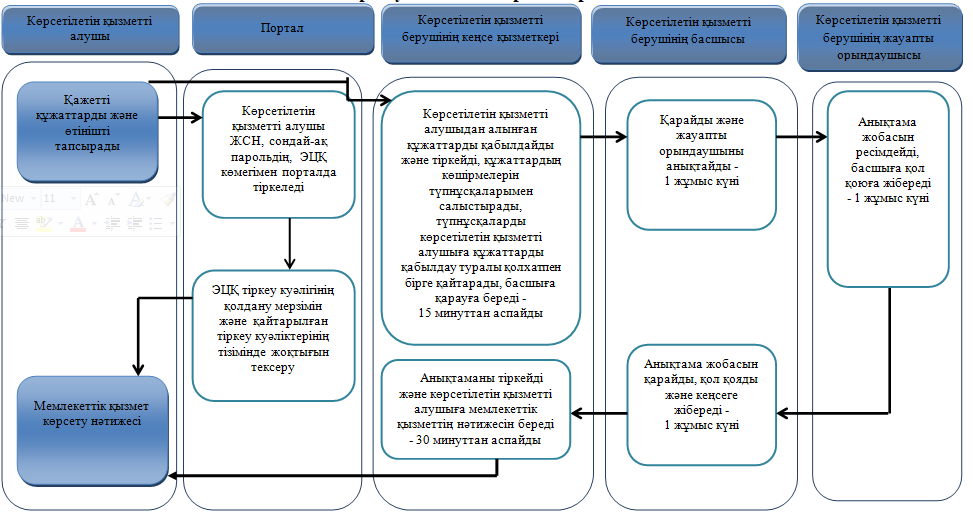 Көрсетілетін қызметті
алушы
Портал
Көрсетілетін қызметті
берушінің кеңсе қызметкері
Көрсетілетін қызметті
берушінің басшысы
Көрсетілетін қызметті
берушінің жауапты
орындаушысы
Қажетті
құжаттарды және
өтінішті
тапсырады
Көрсетілетін
қызметті алушы
ЖСН, сондай-ақ
парольдің, ЭЦҚ
көмегімен порталда
тіркеледі
Көрсетілетін қызметті
алушыдан алынған
құжаттарды қабылдайды
және тіркейді, құжаттардың
көшірмелерін
түпнұсқаларымен
салыстырады,
түпнұсқаларды
көрсетілетін қызметті
алушыға құжаттарды
қабылдау туралы қолхатпен
бірге қайтарады, басшыға
қарауға береді -
15 минуттан аспайды
Қарайды және
жауапты
орындаушыны
анықтайды -
1 жұмыс күні
Анықтама
жобасын
ресімдейді,
басшыға қол
қоюға жібереді
- 1 жұмыс күні
New
11
ЭЦҚ тіркеу куәлігінің
қолдану мерзімін
және қайтарылған
тіркеу куәліктерінің
тізімінде жоқтығын
тексеру
Мемлекеттік қызмет
көрсету нәтижесі
Анықтаманы тіркейді
және көрсетілетін қызметті
алушыға мемлекеттік
қызметтің нәтижесін береді
- 30 минуттан аспайды
Анықтама жобасын
қарайды, қол қояды
және кеңсеге
жібереді -
1 жұмыс күні